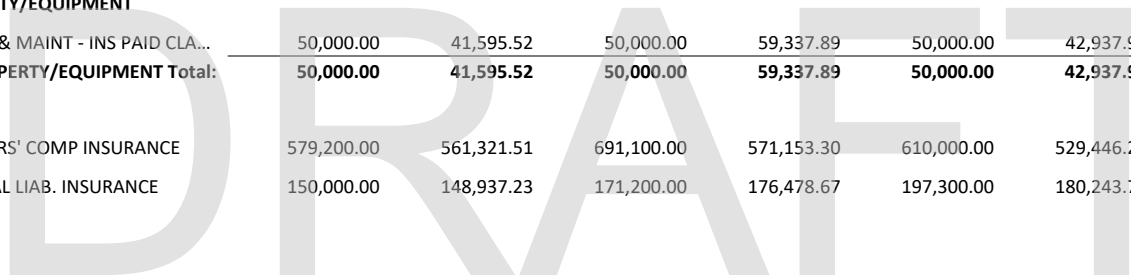 TY/EQUIPMENT
& MAINT - INS PAID CLA... 50,000.00 41,595.52 50,000.00 59,337.89 50,000.00 42,937.9
PERTY/EQUIPMENT Total: 50,000.00 41,595.52 50,000.00 59,337.89 50,000.00 42,937.9
RS' COMP INSURANCE 579,200.00 561,321.51 691,100.00 571,153.30 610,000.00 529,446.2
AL LIAB. INSURANCE 150,000.00 148,937.23 171,200.00 176,478.67 197,300.00 180,243.7
DRAFT